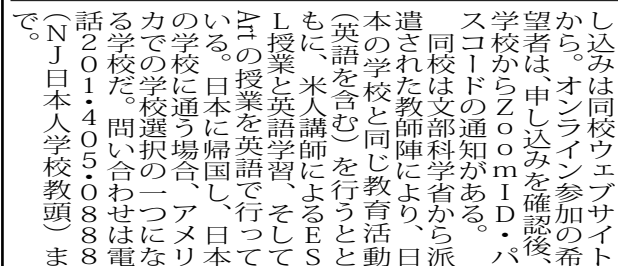 し込みは同校ウェブサイト
から。オンライン参加の希
望者は、申し込みを確認後、
学校からＺｏｏｍＩＤ・パ
スコードの通知がある。
　同校は文部科学省から派
遣された教師陣により、日
本の学校と同じ教育活動
（英語を含む）を行うとと
もに、米人講師によるＥＳ
Ｌ授業と英語学習、そして
Artの授業を英語で行って
いる。日本に帰国し、日本
の学校に通う場合、アメリ
カでの学校選択の一つにな
る学校だ。問い合わせは電
話２０１・４０５・０８８８
（ＮＪ日本人学校教頭）ま
で。